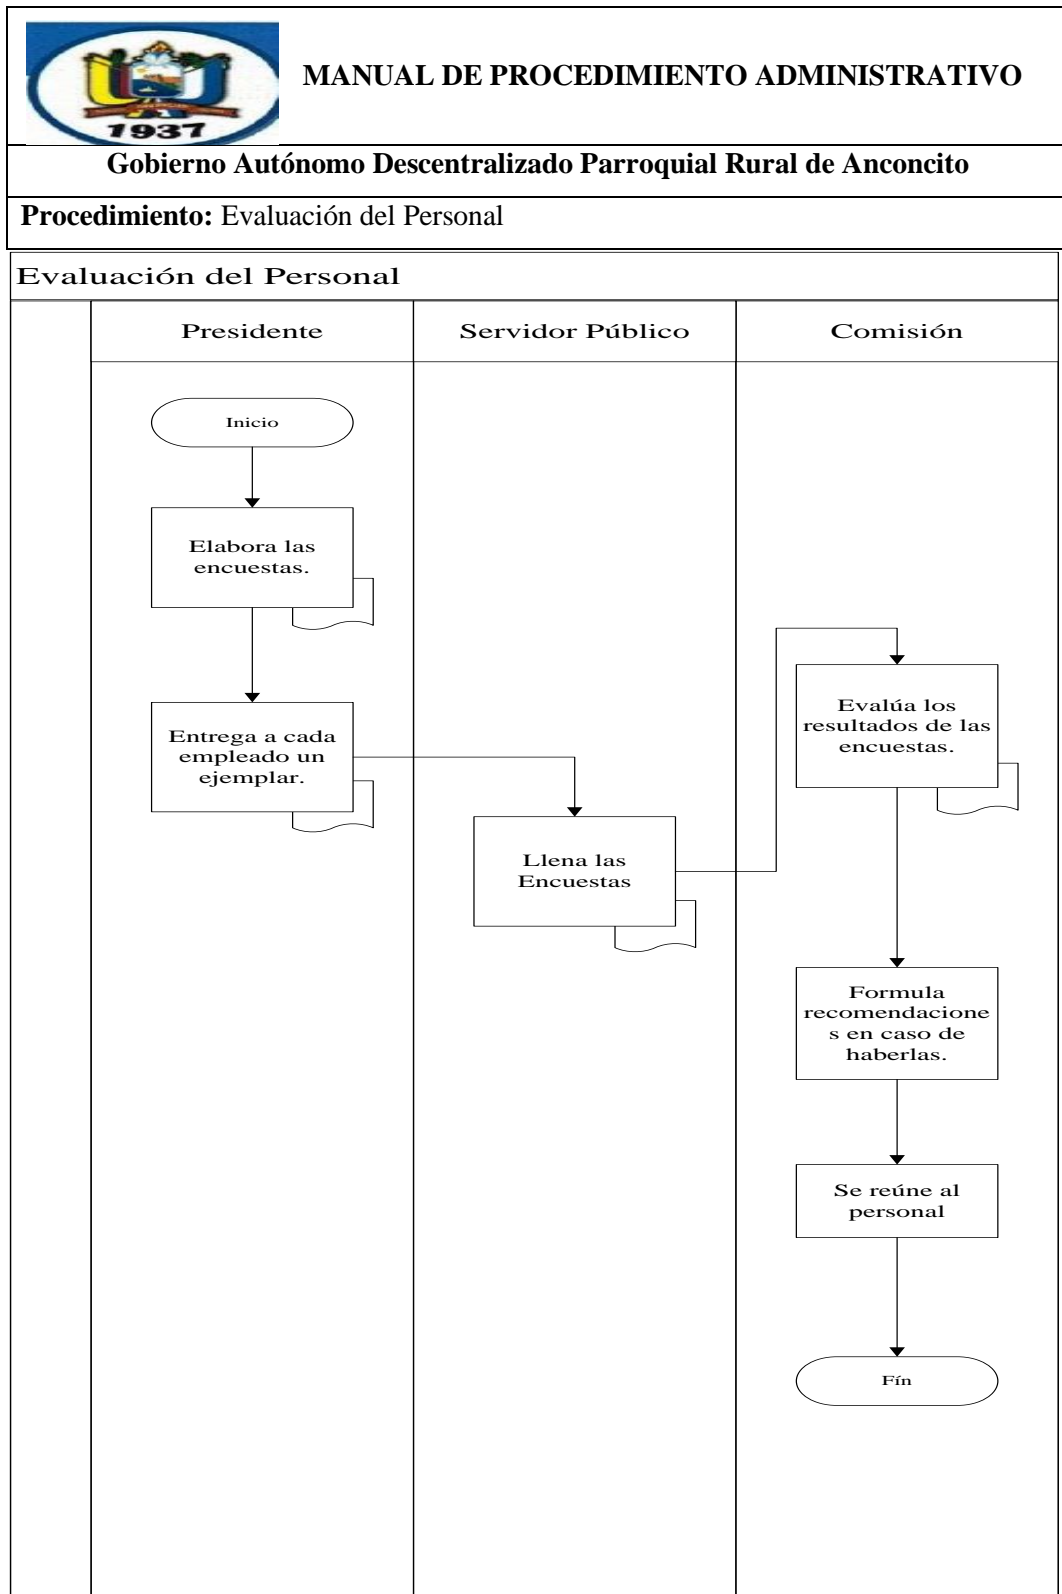 MANUAL DE PROCEDIMIENTO ADMINISTRATIVO
1937
Gobierno Autónomo Descentralizado Parroquial Rural de Anconcito
Procedimiento: Evaluación del Personal
Evaluación del Personal
Presidente
Servidor Público
Comisión
Inicio
Elabora las
encuestas.
Entrega a cada
empleado un
ejemplar.
Llena las
Encuestas
Evalúa los
resultados de las
encuestas.
Formula
recomendacione
s en caso de
haberlas.
Se reúne al
personal
Fín